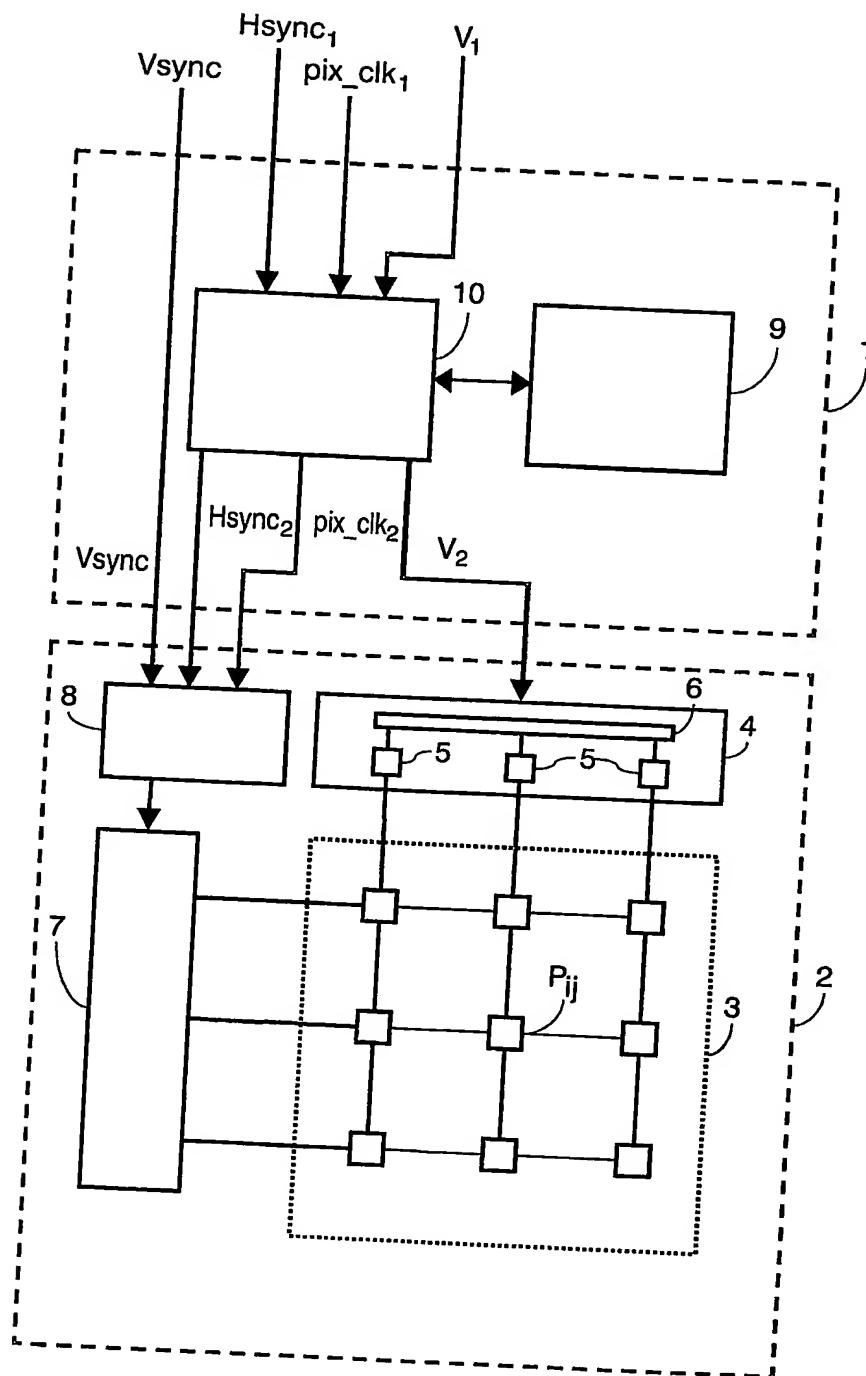 Hsync₁
V₁
Vsync
pix_clk₁
10
9
1
Hsync₂
pix_clk₂
Vsync
V₂
6
8
5
5
4
7
Pᵢⱼ
3
2